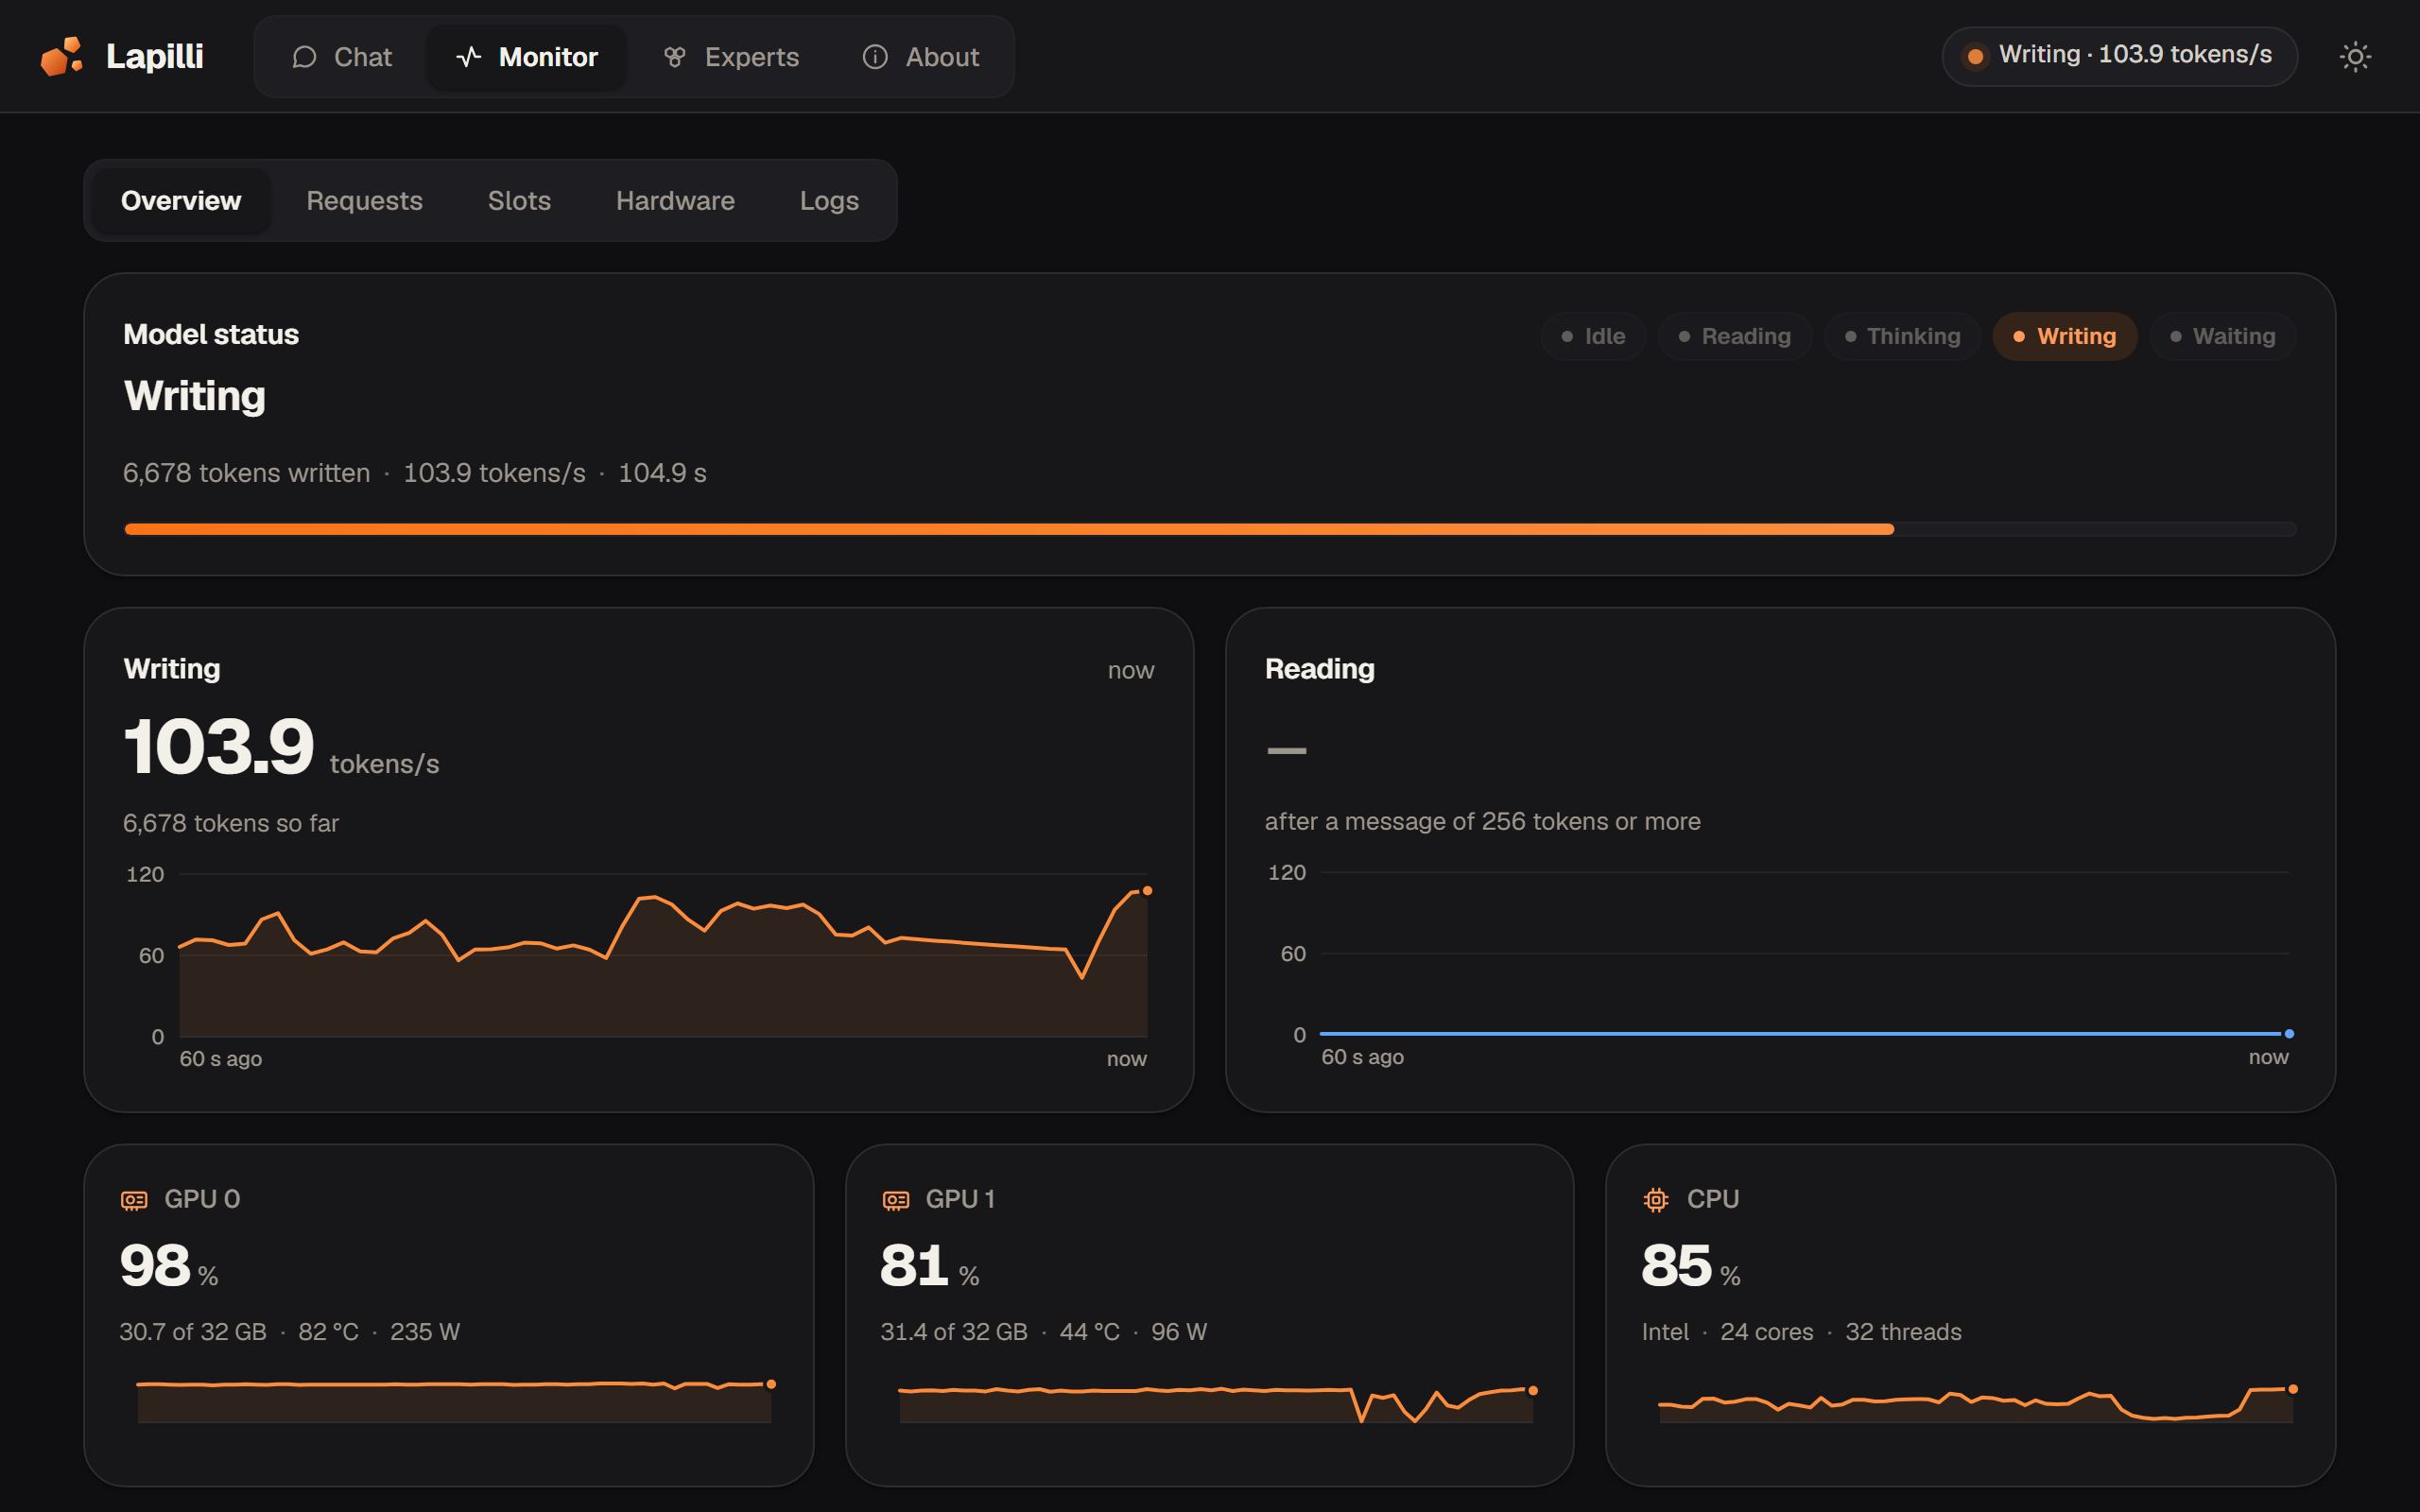 Lapilli
Chat
Monitor
Experts
About
Writing · 103.9 tokens/s
Overview
Requests
Slots
Hardware
Logs
Model status
Idle
Reading
Thinking
Writing
Waiting
Writing
6,678 tokens written · 103.9 tokens/s · 104.9 s
Writing
now
103.9 tokens/s
6,678 tokens so far
120
60
0
60 s ago
now
Reading
—
after a message of 256 tokens or more
120
60
0
60 s ago
now
GPU 0
98 %
30.7 of 32 GB · 82 °C · 235 W
GPU 1
81 %
31.4 of 32 GB · 44 °C · 96 W
CPU
85 %
Intel · 24 cores · 32 threads